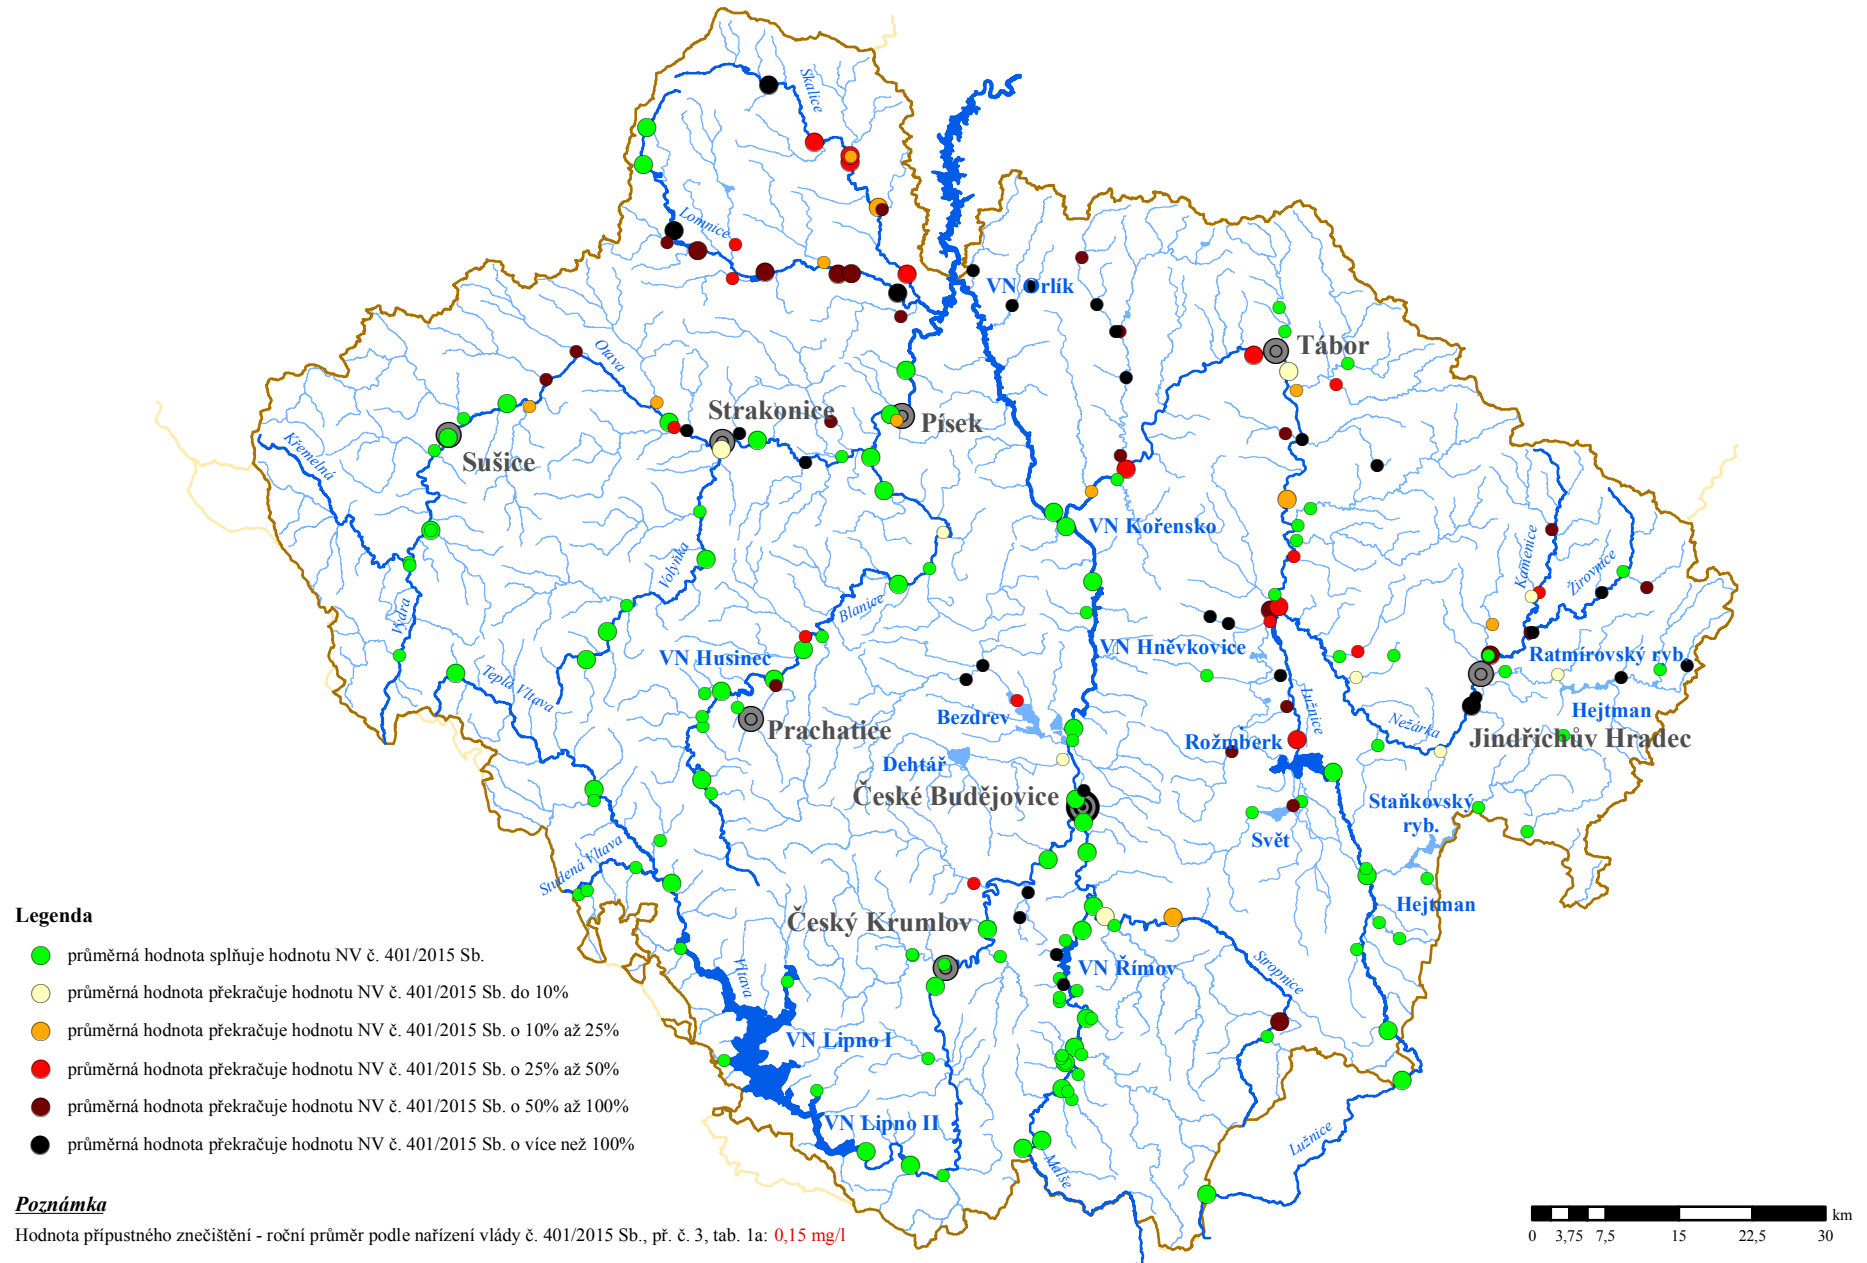 Skalice
Lomnice
VN Orlík
Otava
Tábor
Strakonice
Písek
Křemelná
Sušice
VN Kořensko
Kamenice
Žirovnice
Volyňka
Vydra
Blanice
VN Husinec
VN Hněvkovice
Ratmírovský ryb.
Teplá Vltava
Bezdrev
Lužnice
Nežárka
Hejtman
Prachatice
Rožmberk
Jindřichův Hradec
Dehtář
České Budějovice
Staňkovský
ryb.
Svět
Studená Vltava
Hejtman
Český Krumlov
Vltava
VN Římov
Stropnice
VN Lipno I
VN Lipno II
Malše
Lužnice
Legenda
průměrná hodnota splňuje hodnotu NV č. 401/2015 Sb.
průměrná hodnota překračuje hodnotu NV č. 401/2015 Sb. do 10%
průměrná hodnota překračuje hodnotu NV č. 401/2015 Sb. o 10% až 25%
průměrná hodnota překračuje hodnotu NV č. 401/2015 Sb. o 25% až 50%
průměrná hodnota překračuje hodnotu NV č. 401/2015 Sb. o 50% až 100%
průměrná hodnota překračuje hodnotu NV č. 401/2015 Sb. o více než 100%
Poznámka
Hodnota přípustného znečištění - roční průměr podle nařízení vlády č. 401/2015 Sb., př. č. 3, tab. 1a: 0,15 mg/l
km
0 3,75 7,5 15 22,5 30